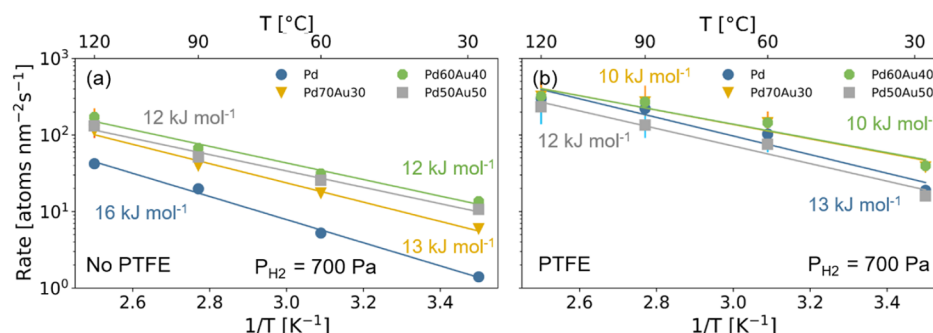 T [°C]
120 90 60 30
10³
(a)
Pd Pd60Au40
Pd70Au30 Pd50Au50
12 kJ mol⁻¹
10²
Rate [atoms nm⁻²s⁻¹]
12 kJ mol⁻¹
10¹
16 kJ mol⁻¹
13 kJ mol⁻¹
No PTFE
P_H2 = 700 Pa
10⁰
2.6 2.8 3.0 3.2 3.4
1/T [K⁻¹]
T [°C]
120 90 60 30
(b)
10 kJ mol⁻¹
Pd Pd60Au40
Pd70Au30 Pd50Au50
12 kJ mol⁻¹
10 kJ mol⁻¹
13 kJ mol⁻¹
PTFE
P_H2 = 700 Pa
2.6 2.8 3.0 3.2 3.4
1/T [K⁻¹]